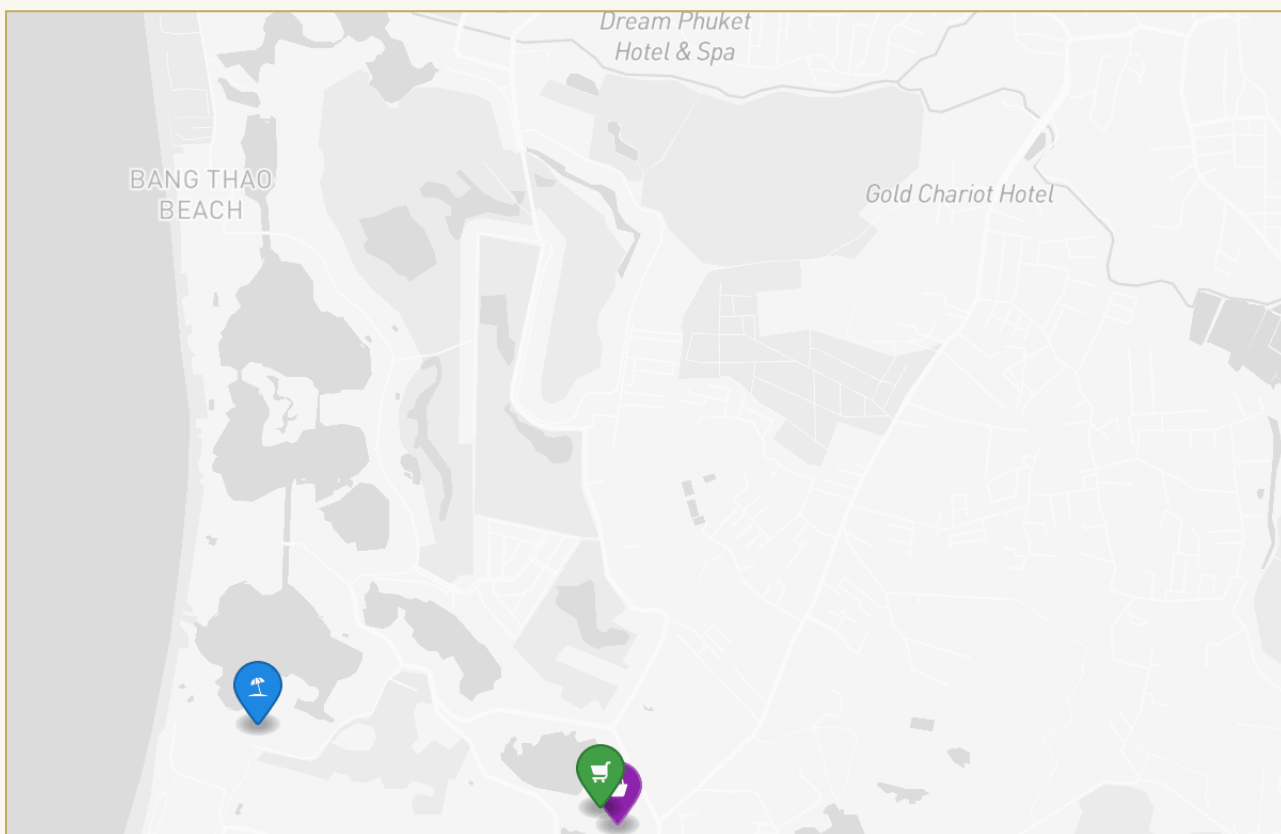 Dream Phuket
Hotel & Spa
BANG THAO
BEACH
Gold Chariot Hotel